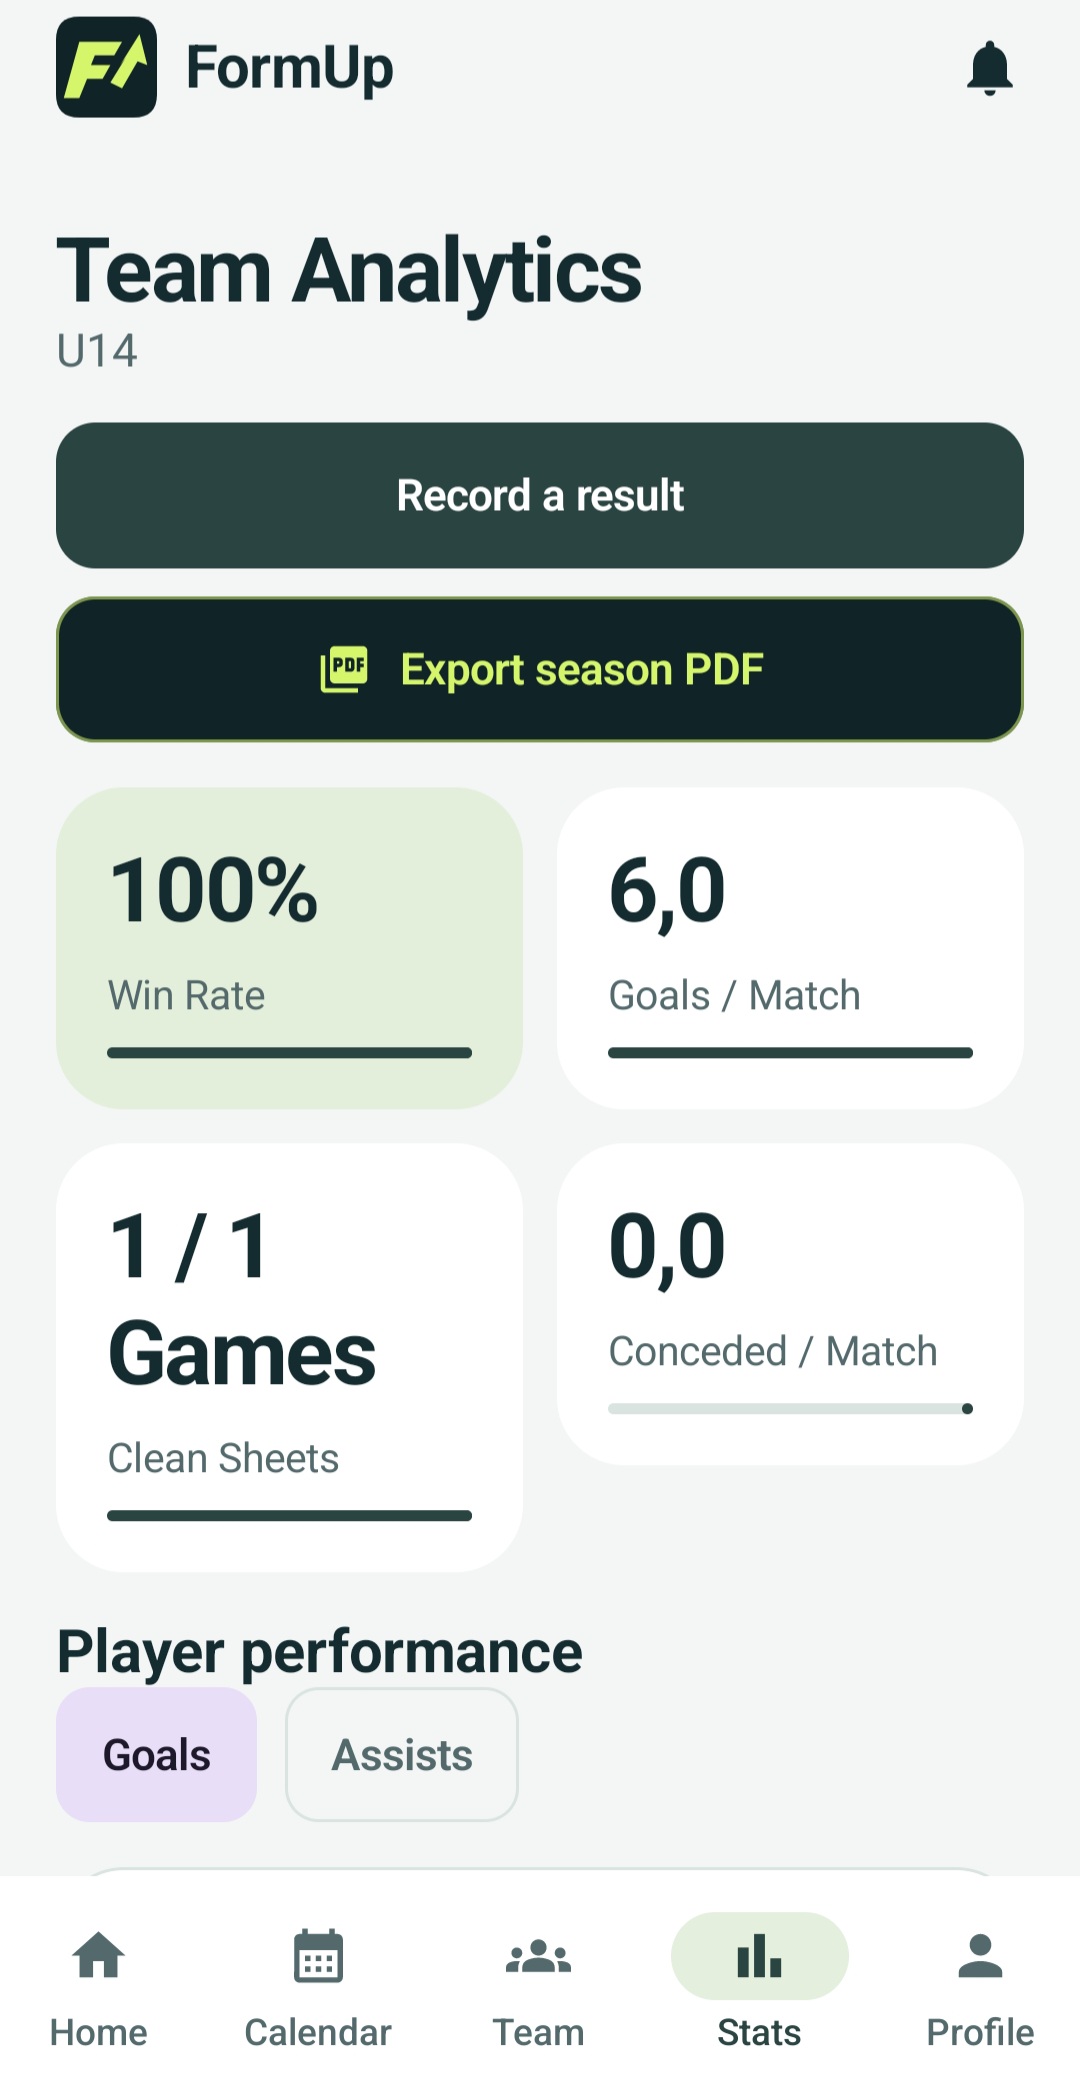 FormUp
Team Analytics
U14
Record a result
PDF Export season PDF
100%
Win Rate
6,0
Goals / Match
1 / 1
Games
Clean Sheets
0,0
Conceded / Match
Player performance
Goals
Assists
Home
Calendar
Team
Stats
Profile